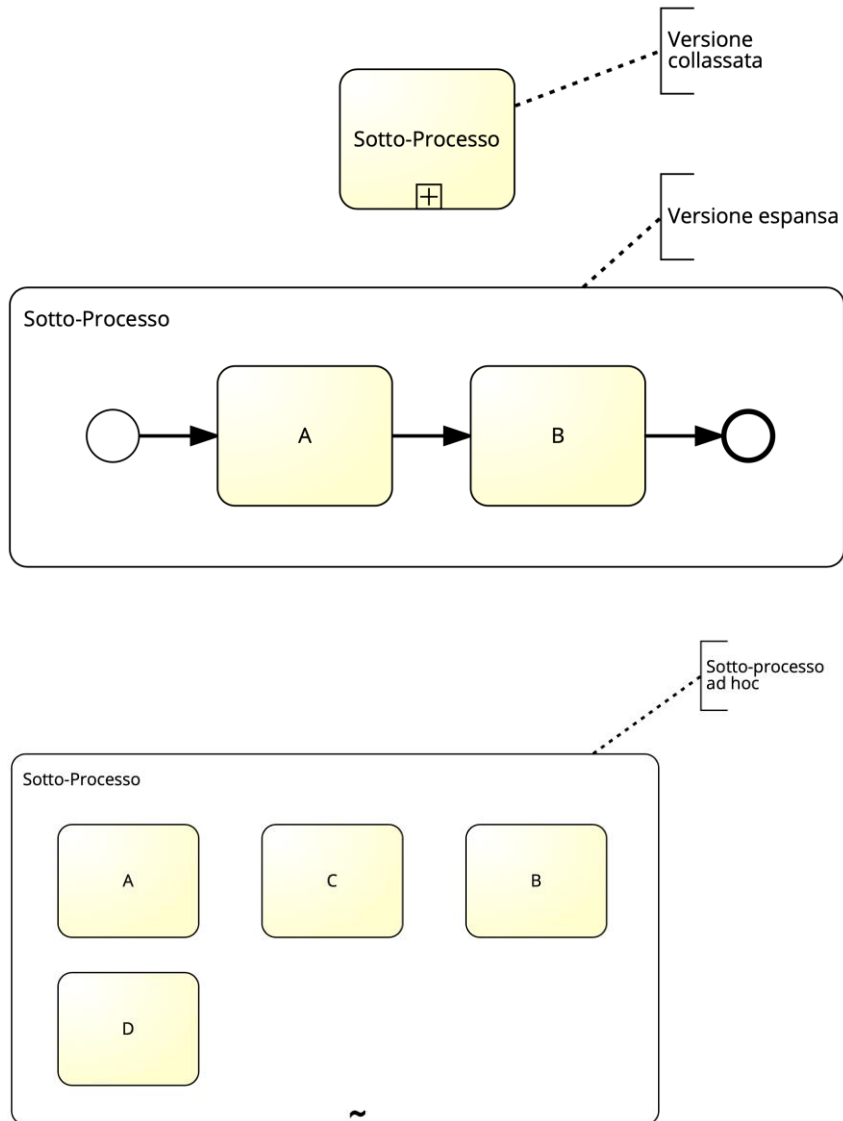 Versione
collassata
Sotto-Processo
Versione espansa
Sotto-Processo
A
B
Sotto-processo
ad hoc
Sotto-Processo
A
C
B
D
~